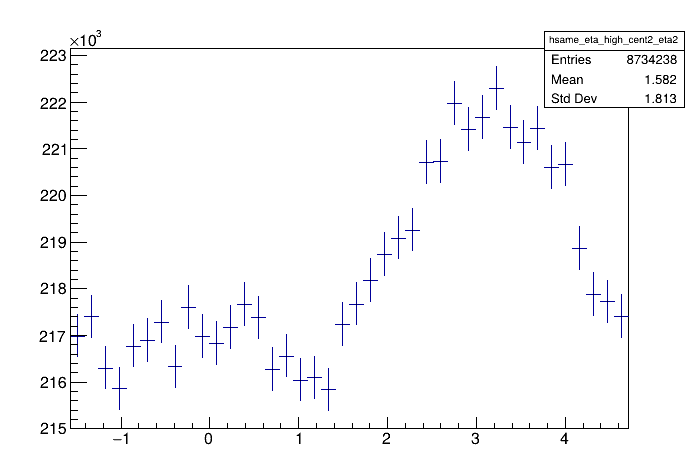 ×10³
hsame_eta_high_cent2_eta2
Entries 8734238
Mean 1.582
Std Dev 1.813
223
222
221
220
219
218
217
216
215
−1 0 1 2 3 4